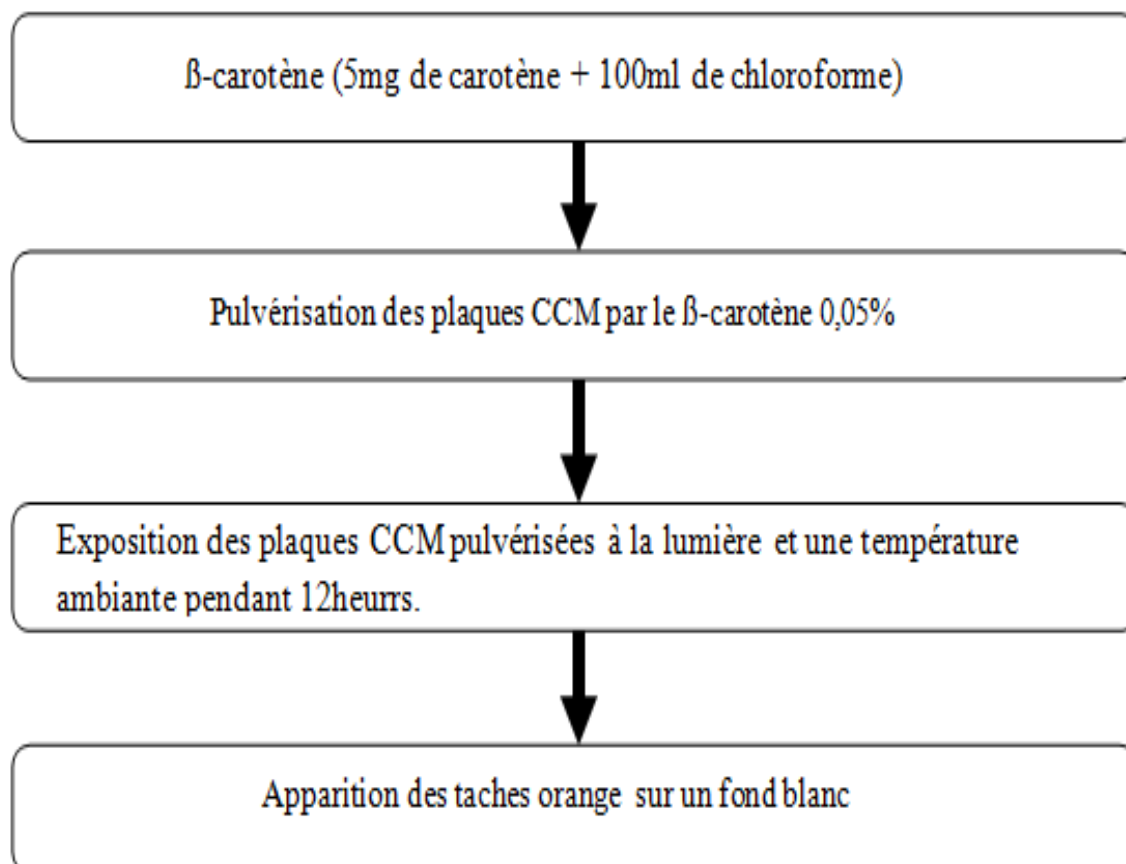 ß-carotène (5mg de carotène + 100ml de chloroforme)
Pulvérisation des plaques CCM par le ß-carotène 0,05%
Exposition des plaques CCM pulvérisées à la lumière et une température
ambiante pendant 12heurrs.
Apparition des taches orange sur un fond blanc